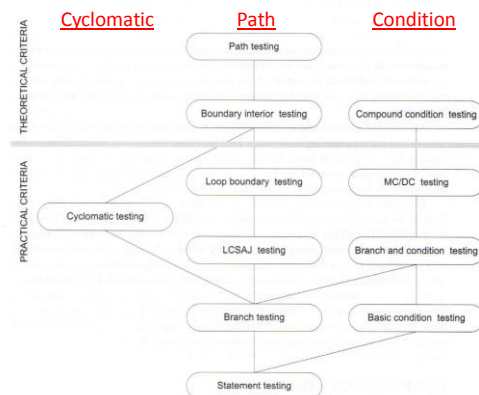 Cyclomatic Path Condition
THEORETICAL CRITERIA
Path testing
Boundary interior testing
Compound condition testing
PRACTICAL CRITERIA
Loop boundary testing
MC/DC testing
Cyclomatic testing
LCSAJ testing
Branch and condition testing
Branch testing
Basic condition testing
Statement testing